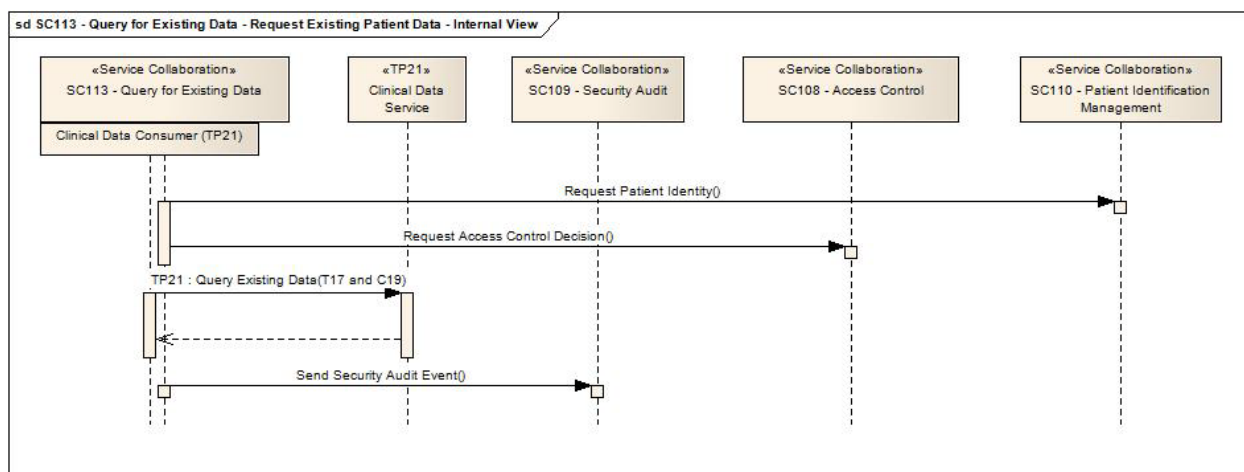 sd SC113 - Query for Existing Data - Request Existing Patient Data - Internal View
«Service Collaboration»
SC113 - Query for Existing Data
«TP21»
Clinical Data
Service
«Service Collaboration»
SC109 - Security Audit
«Service Collaboration»
SC108 - Access Control
«Service Collaboration»
SC110 - Patient Identification
Management
Clinical Data Consumer (TP21)
Request Patient Identity()
Request Access Control Decision()
TP21 : Query Existing Data(T17 and C19)
Send Security Audit Event()